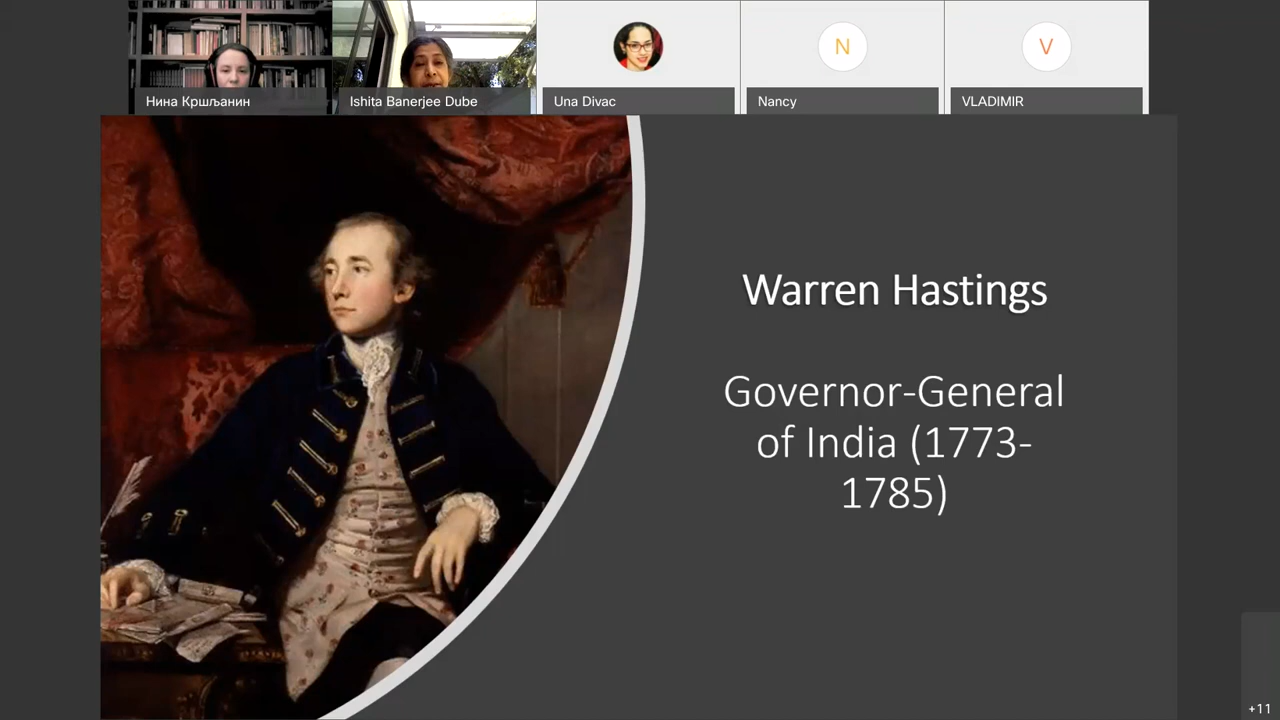 Нина Кршљанин
Ishita Banerjee Dube
Una Divac
N
Nancy
V
VLADIMIR
Warren Hastings
Governor-General
of India (1773-
1785)
+11